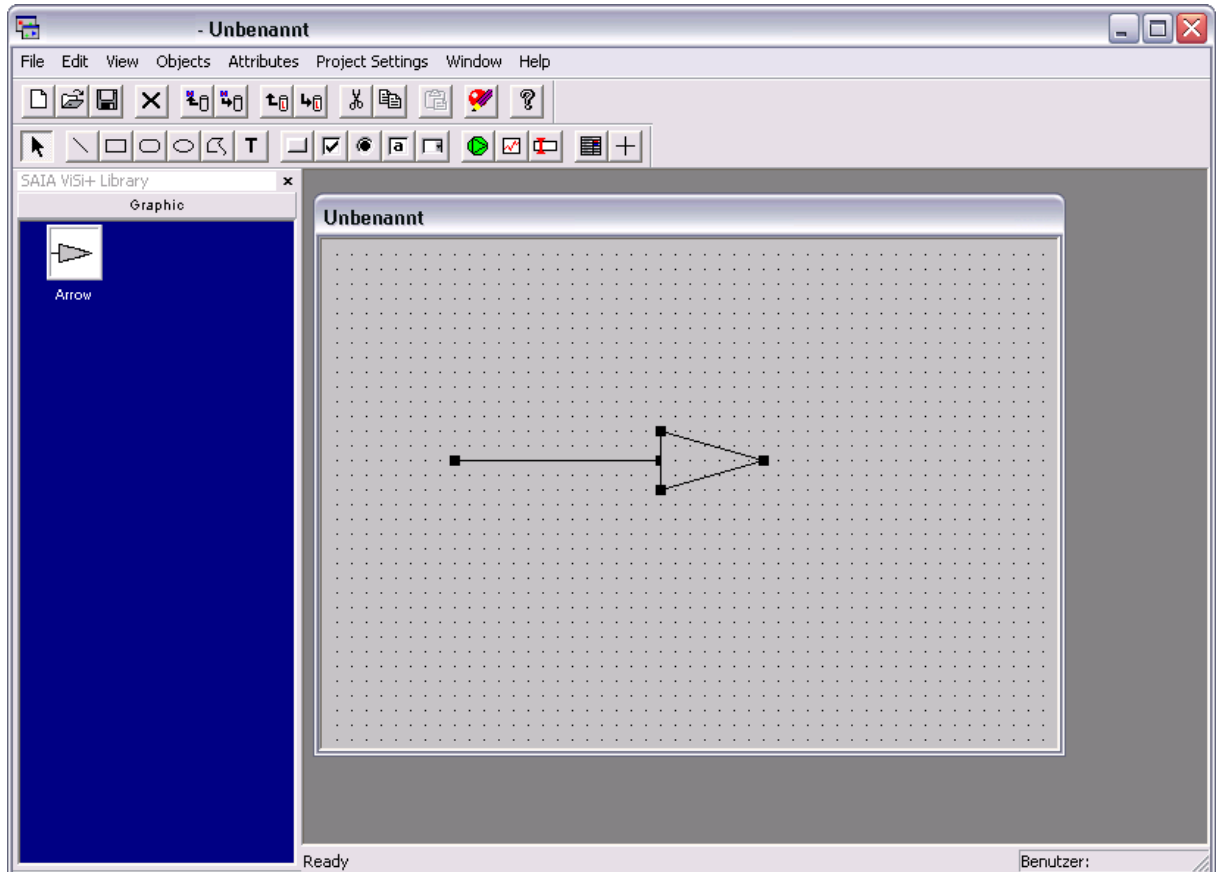 - Unbenannt
File Edit View Objects Attributes Project Settings Window Help
T
a
SAIA ViSi+ Library
Graphic
Arrow
Unbenannt
Ready
Benutzer: